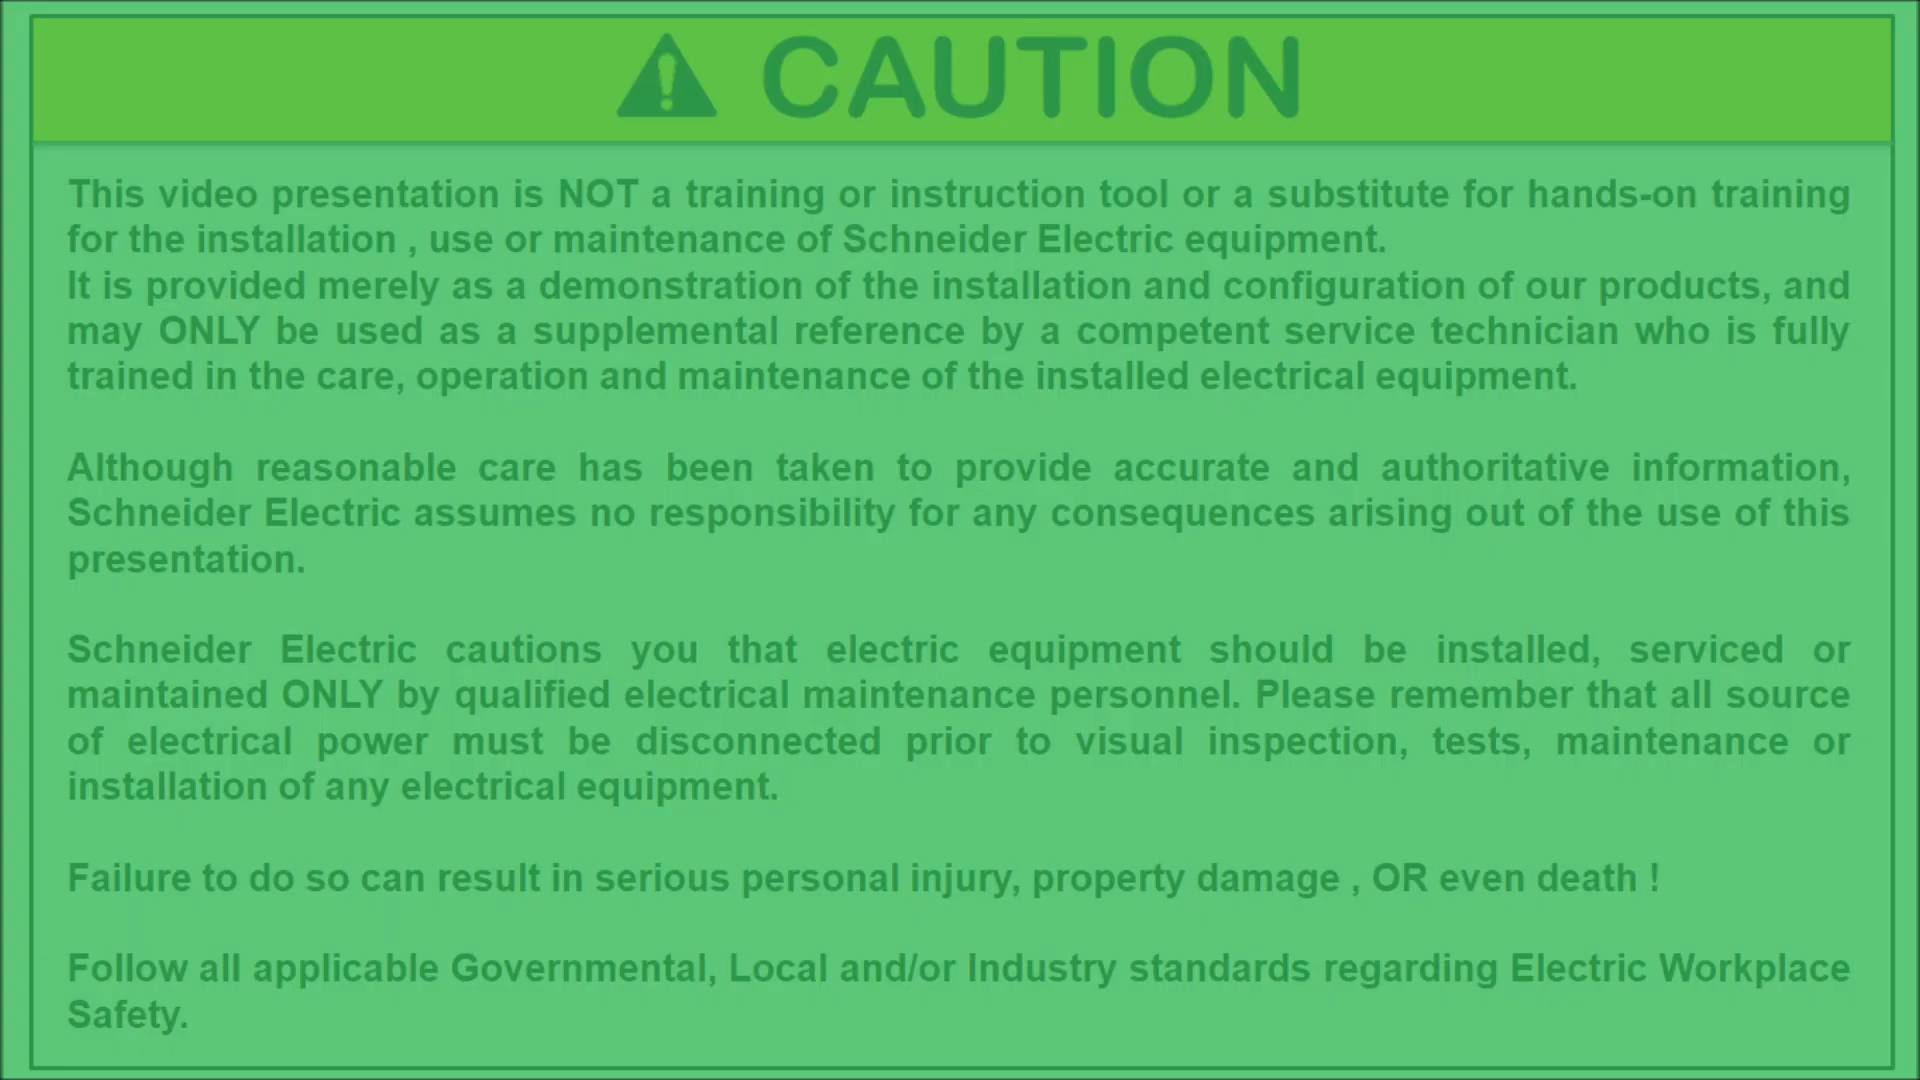 CAUTION
This video presentation is NOT a training or instruction tool or a substitute for hands-on training
for the installation , use or maintenance of Schneider Electric equipment.
It is provided merely as a demonstration of the installation and configuration of our products, and
may ONLY be used as a supplemental reference by a competent service technician who is fully
trained in the care, operation and maintenance of the installed electrical equipment.
Although reasonable care has been taken to provide accurate and authoritative information,
Schneider Electric assumes no responsibility for any consequences arising out of the use of this
presentation.
Schneider Electric cautions you that electric equipment should be installed, serviced or
maintained ONLY by qualified electrical maintenance personnel. Please remember that all source
of electrical power must be disconnected prior to visual inspection, tests, maintenance or
installation of any electrical equipment.
Failure to do so can result in serious personal injury, property damage , OR even death !
Follow all applicable Governmental, Local and/or Industry standards regarding Electric Workplace
Safety.